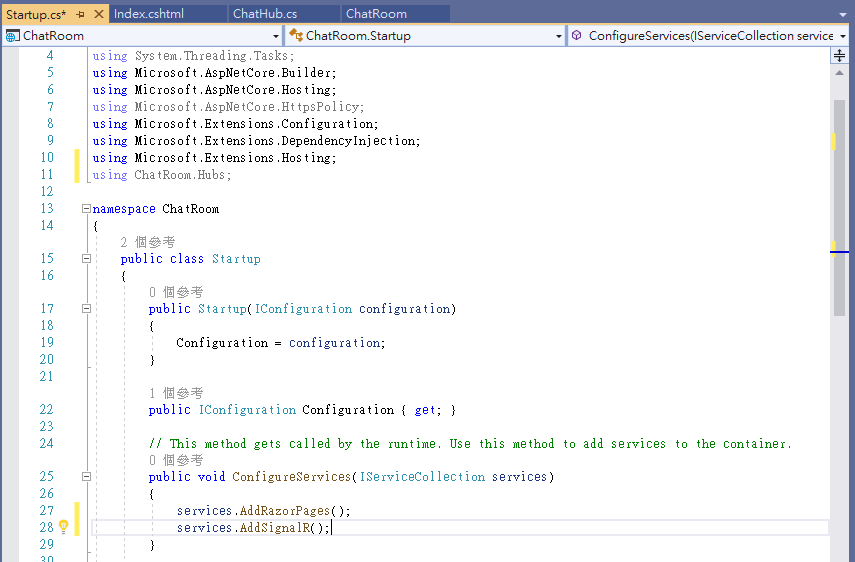 Startup.cs* Index.cshtml ChatHub.cs ChatRoom
ChatRoom ChatRoom.Startup ConfigureServices(IServiceCollection service
4 using System.Threading.Tasks;
5 using Microsoft.AspNetCore.Builder;
6 using Microsoft.AspNetCore.Hosting;
7 using Microsoft.AspNetCore.HttpsPolicy;
8 using Microsoft.Extensions.Configuration;
9 using Microsoft.Extensions.DependencyInjection;
10 using Microsoft.Extensions.Hosting;
11 using ChatRoom.Hubs;
12
13 namespace ChatRoom
14 {
2 個參考
15 public class Startup
16 {
0 個參考
17 public Startup(IConfiguration configuration)
18 {
19 Configuration = configuration;
20 }
21
1 個參考
22 public IConfiguration Configuration { get; }
23
24 // This method gets called by the runtime. Use this method to add services to the container.
0 個參考
25 public void ConfigureServices(IServiceCollection services)
26 {
27 services.AddRazorPages();
28 services.AddSignalR();
29 }
30